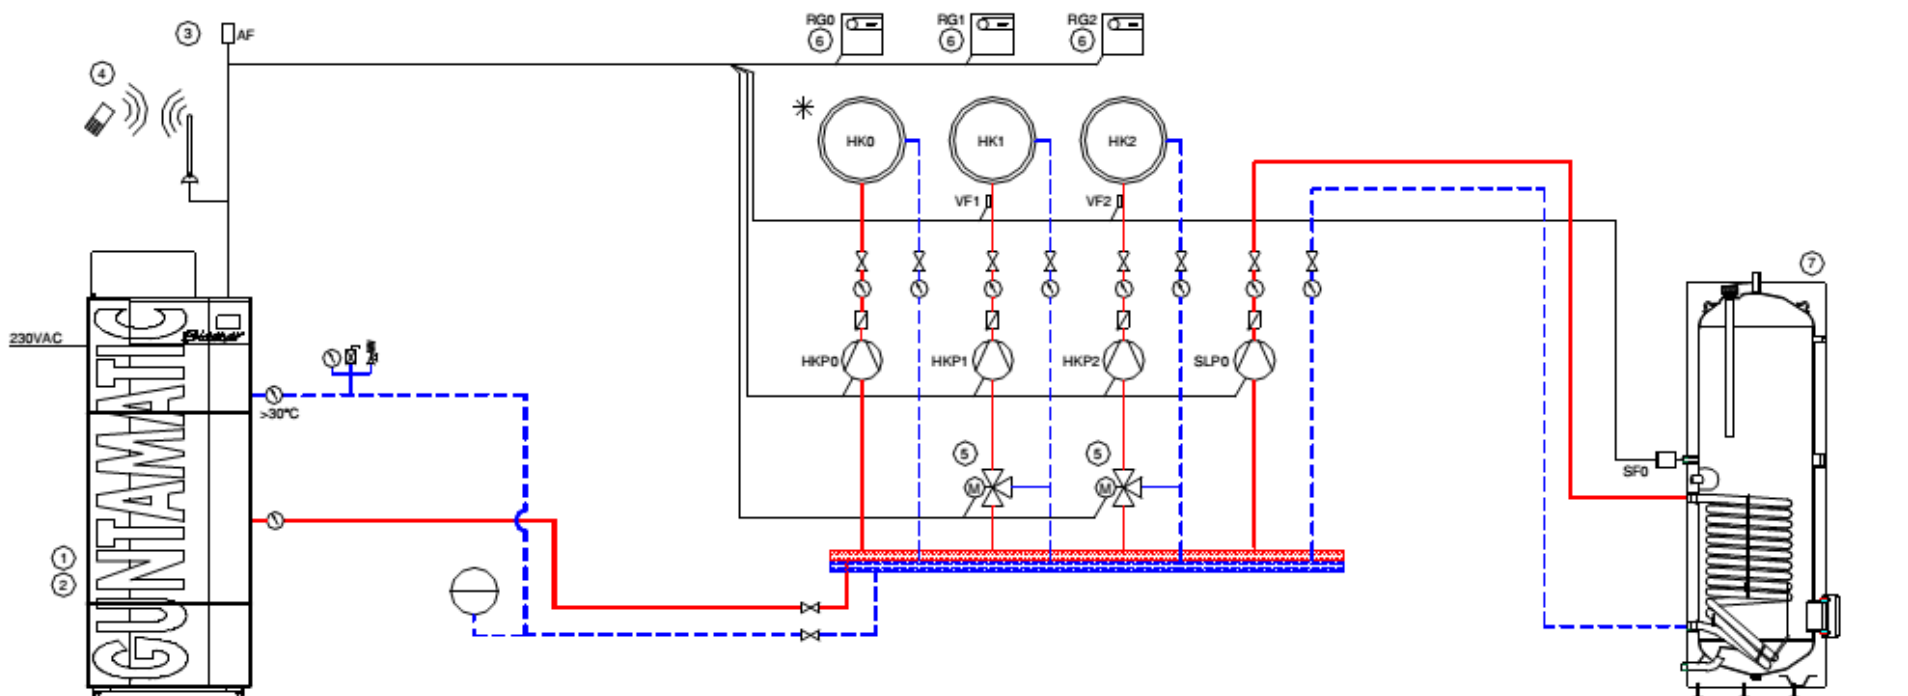 RG0
RG1
RG2
3
AF
6
6
6
4
HK0
HK1
HK2
VF1
VF2
7
230VAC
HKP0
HKP1
HKP2
SLP0
>30°C
5
5
SF0
M
M
1
2
GUNTAMATIC